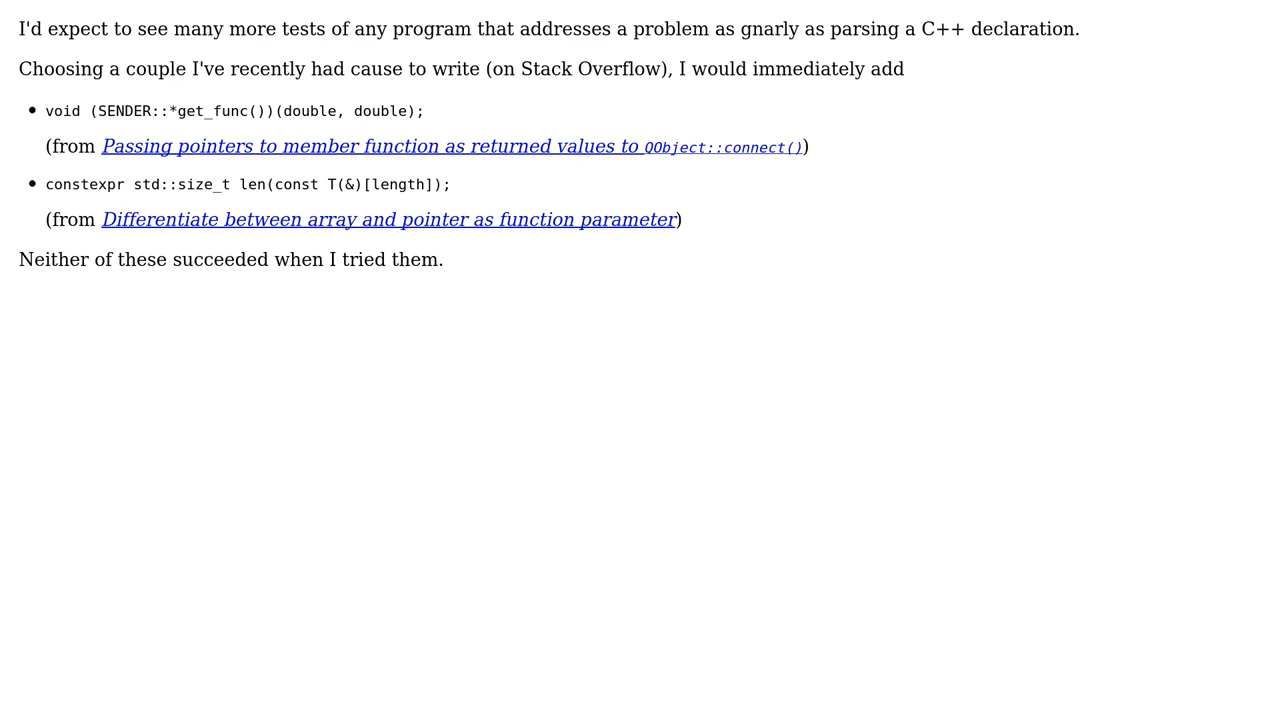 I'd expect to see many more tests of any program that addresses a problem as gnarly as parsing a C++ declaration.
Choosing a couple I've recently had cause to write (on Stack Overflow), I would immediately add
• void (SENDER::*get_func())(double, double);
(from Passing pointers to member function as returned values to QObject::connect())
• constexpr std::size_t len(const T(&)[length]);
(from Differentiate between array and pointer as function parameter)
Neither of these succeeded when I tried them.